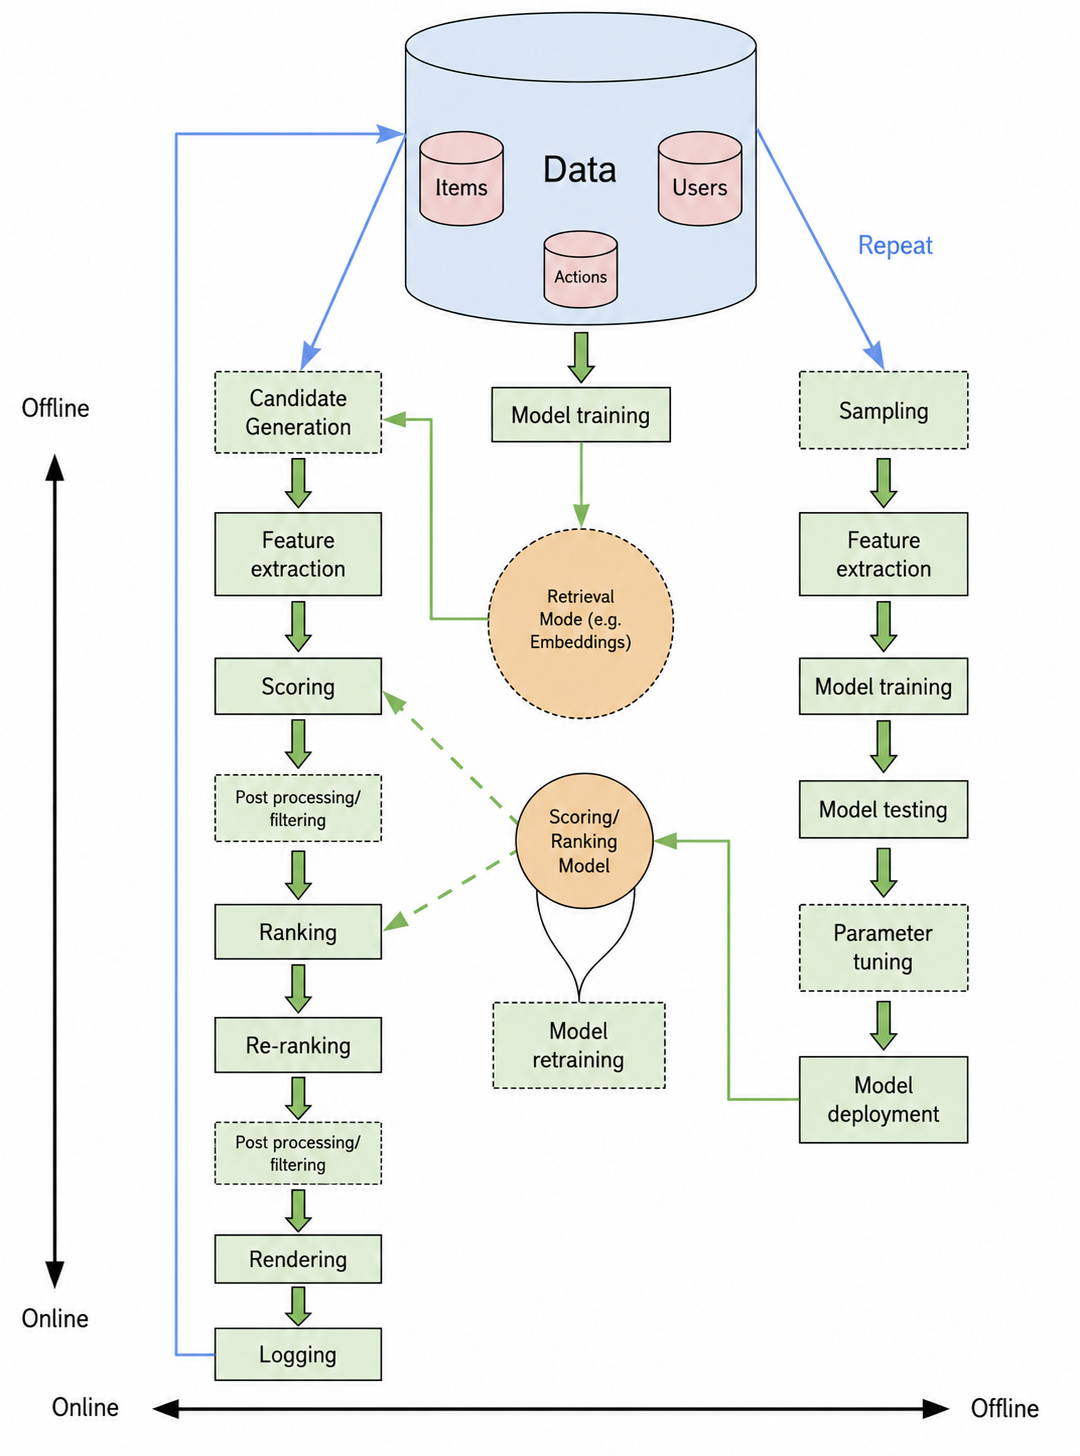 Data
Items
Users
Actions
Repeat
Offline
Candidate
Generation
Model training
Sampling
Feature
extraction
Feature
extraction
Retrieval
Mode (e.g.
Embeddings)
Scoring
Model training
Post processing/
filtering
Scoring/
Ranking
Model
Model testing
Ranking
Parameter
tuning
Re-ranking
Model
retraining
Model
deployment
Post processing/
filtering
Rendering
Online
Logging
Online
Offline